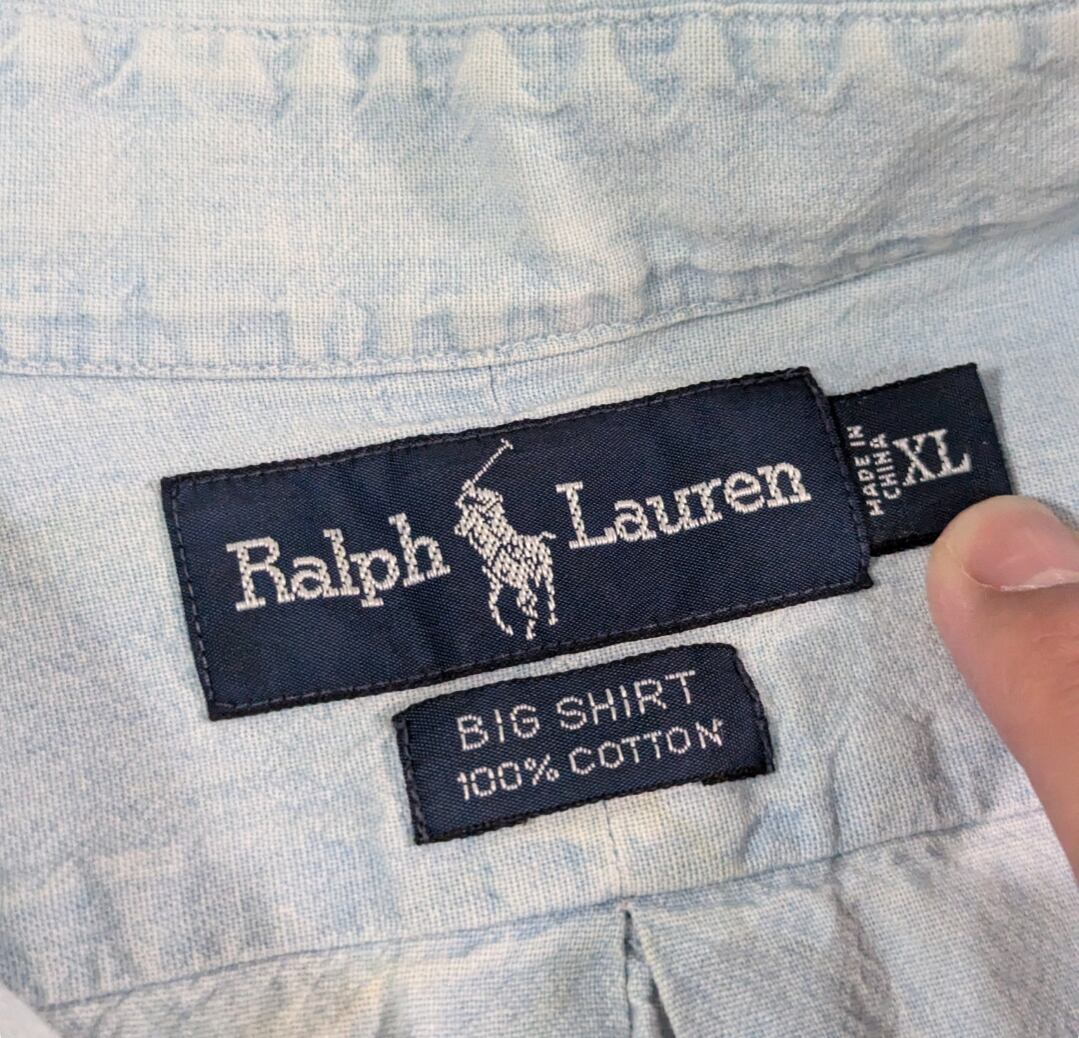 Ralph Lauren
MADE IN
CHINA
XL
BIG SHIRT
100% COTTON